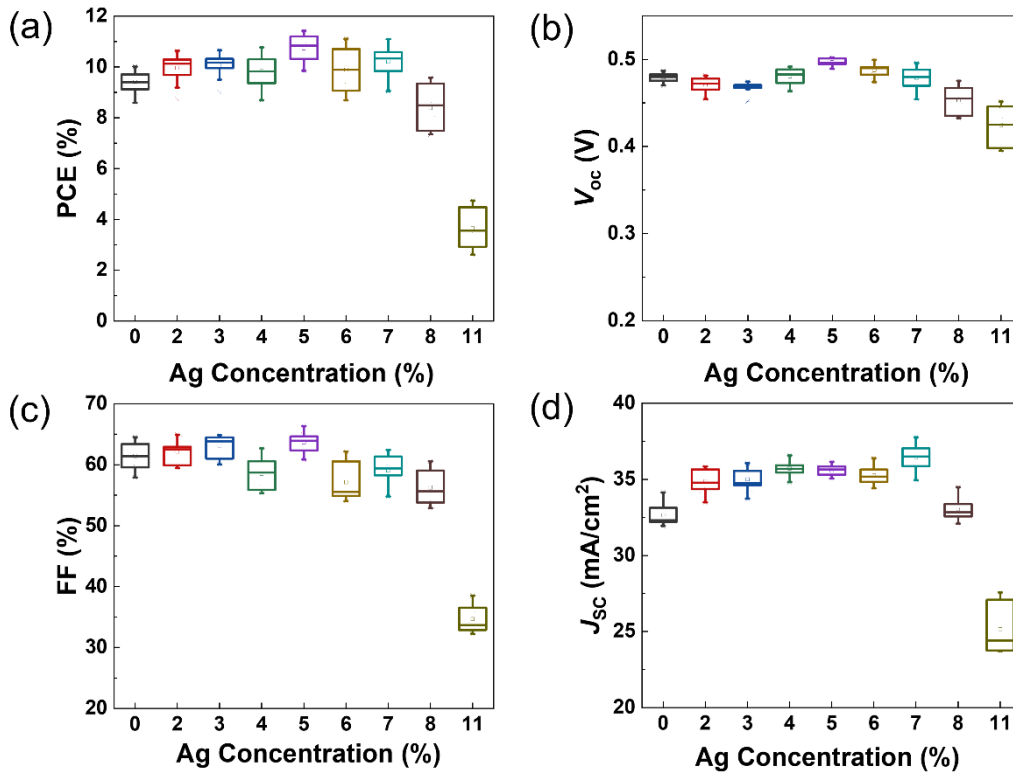 (a)
PCE (%)
12
10
8
6
4
2
0
0 2 3 4 5 6 7 8 11
Ag Concentration (%)
(b)
V_oc (V)
0.5
0.4
0.3
0.2
0 2 3 4 5 6 7 8 11
Ag Concentration (%)
(c)
FF (%)
70
60
50
40
30
20
0 2 3 4 5 6 7 8 11
Ag Concentration (%)
(d)
J_SC (mA/cm²)
40
35
30
25
20
0 2 3 4 5 6 7 8 11
Ag Concentration (%)